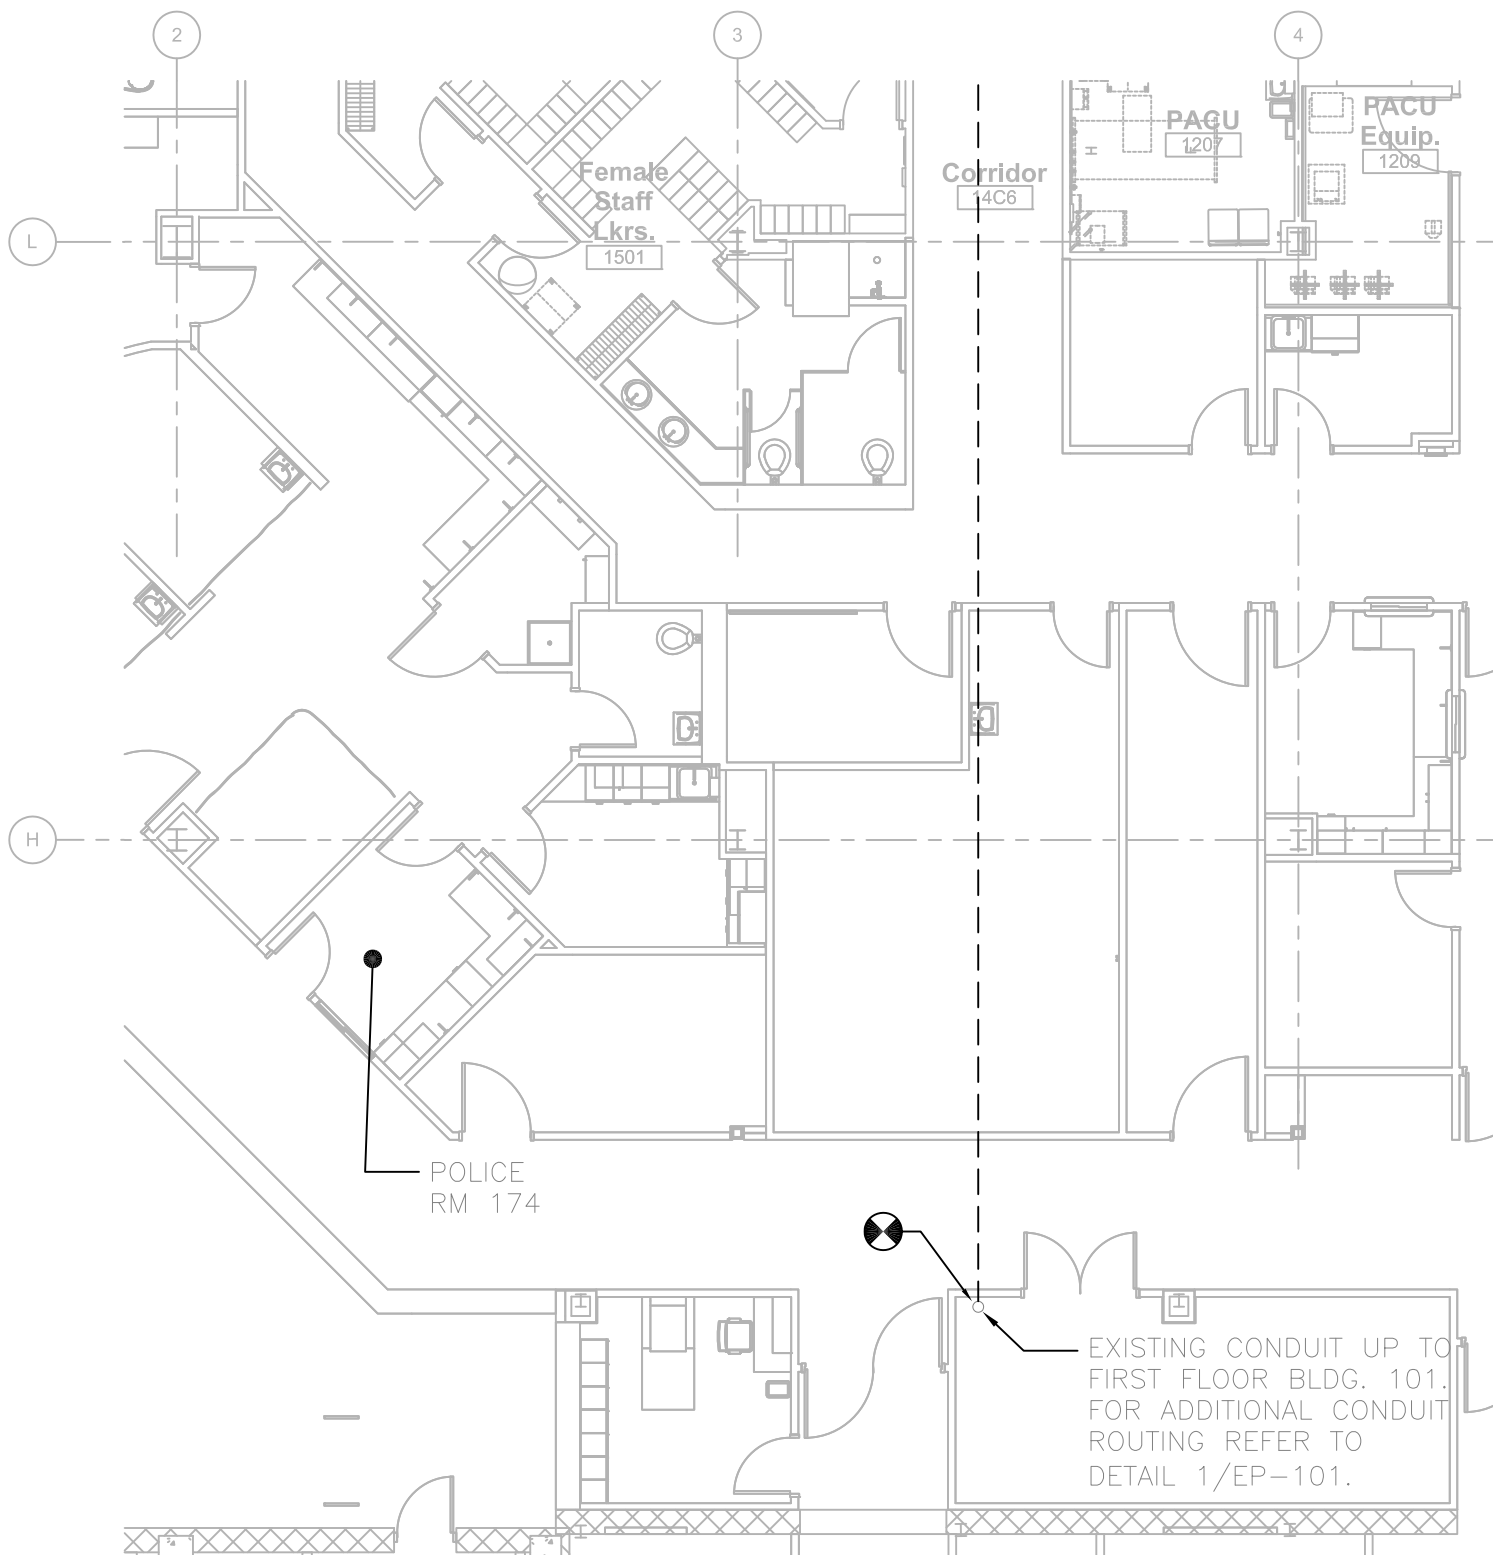 2
3
4
PACU
1207
PACU
Equip.
1209
Female
Staff
Lkrs.
1501
Corridor
14C6
L
H
POLICE
RM 174
EXISTING CONDUIT UP TO
FIRST FLOOR BLDG. 101.
FOR ADDITIONAL CONDUIT
ROUTING REFER TO
DETAIL 1/EP-101.